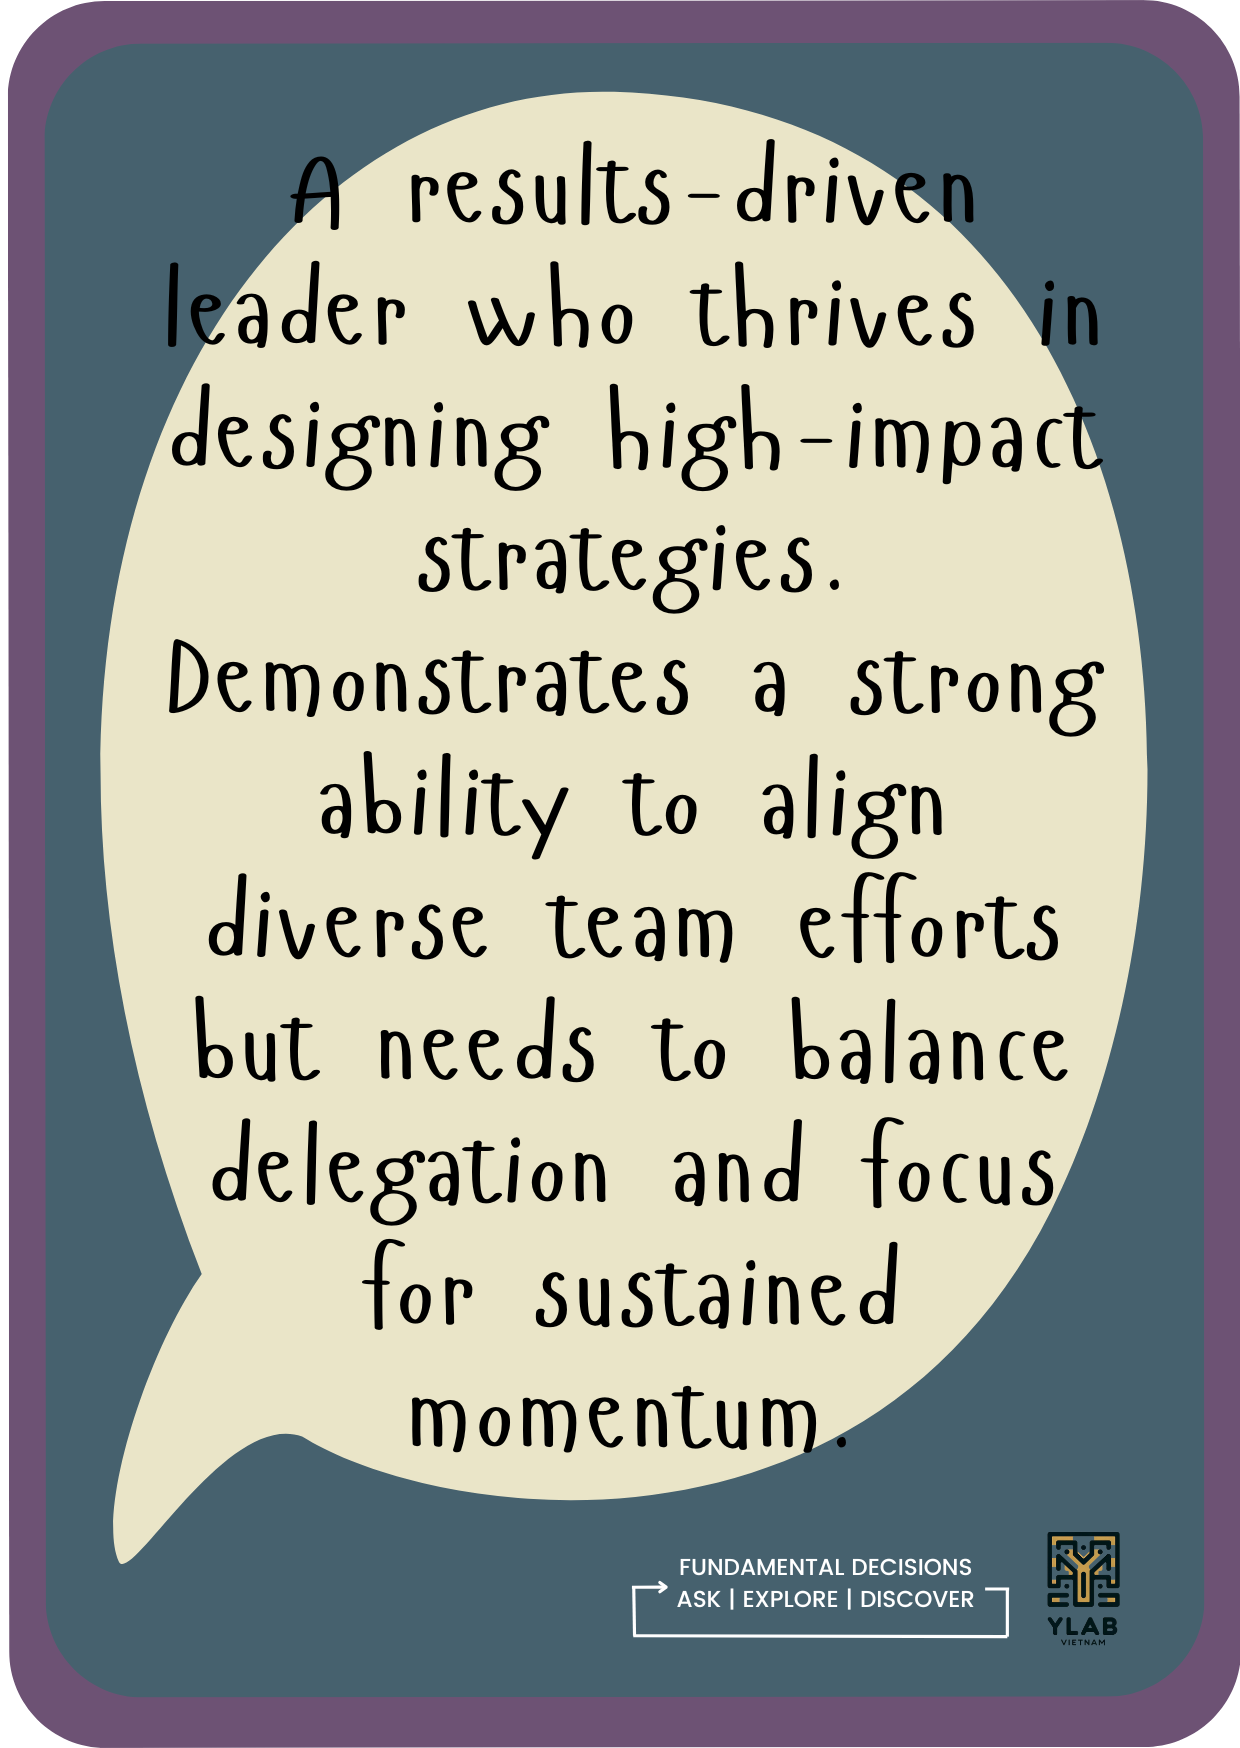 A results-driven
leader who thrives in
designing high-impact
strategies.
Demonstrates a strong
ability to align
diverse team efforts
but needs to balance
delegation and focus
for sustained
momentum.
FUNDAMENTAL DECISIONS
ASK | EXPLORE | DISCOVER
YLAB
VIETNAM